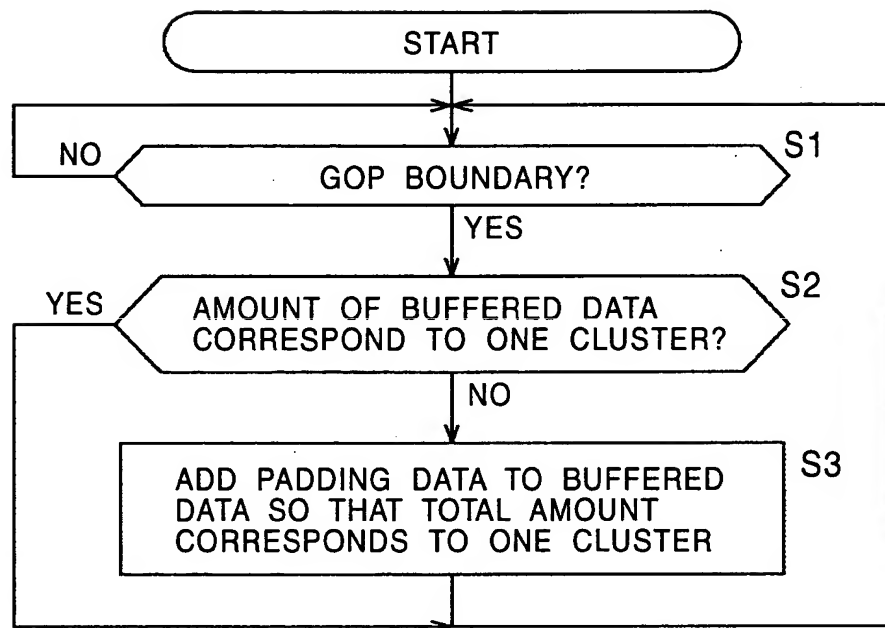 START
NO
GOP BOUNDARY?
S1
YES
YES
AMOUNT OF BUFFERED DATA
CORRESPOND TO ONE CLUSTER?
S2
NO
ADD PADDING DATA TO BUFFERED
DATA SO THAT TOTAL AMOUNT
CORRESPONDS TO ONE CLUSTER
S3